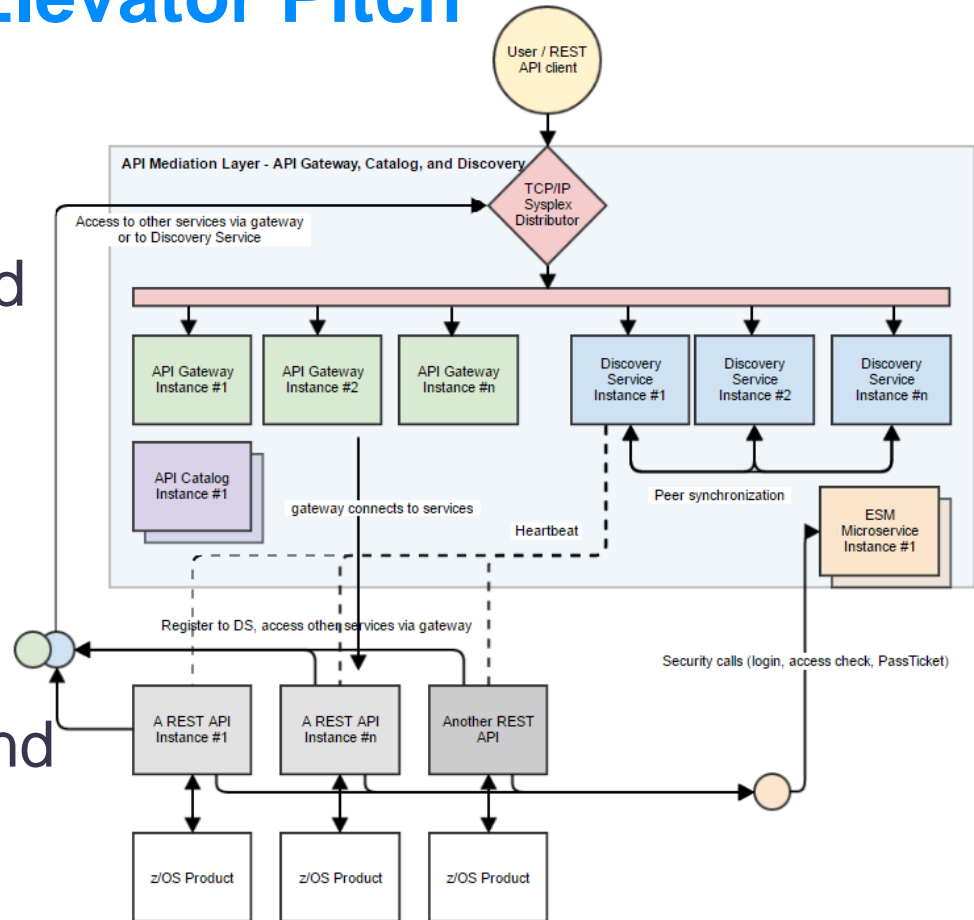 Elevator Pitch
User / REST
API client
API Mediation Layer - API Gateway, Catalog, and Discovery
TCP/IP
Sysplex
Distributor
Access to other services via gateway
or to Discovery Service
d
API Gateway
Instance #1
API Gateway
Instance #2
API Gateway
Instance #n
Discovery
Service
Instance #1
Discovery
Service
Instance #2
Discovery
Service
Instance #n
API Catalog
Instance #1
gateway connects to services
Peer synchronization
Heartbeat
ESM
Microservice
Instance #1
Register to DS, access other services via gateway
Security calls (login, access check, PassTicket)
nd
A REST API
Instance #1
A REST API
Instance #n
Another REST
API
z/OS Product
z/OS Product
z/OS Product